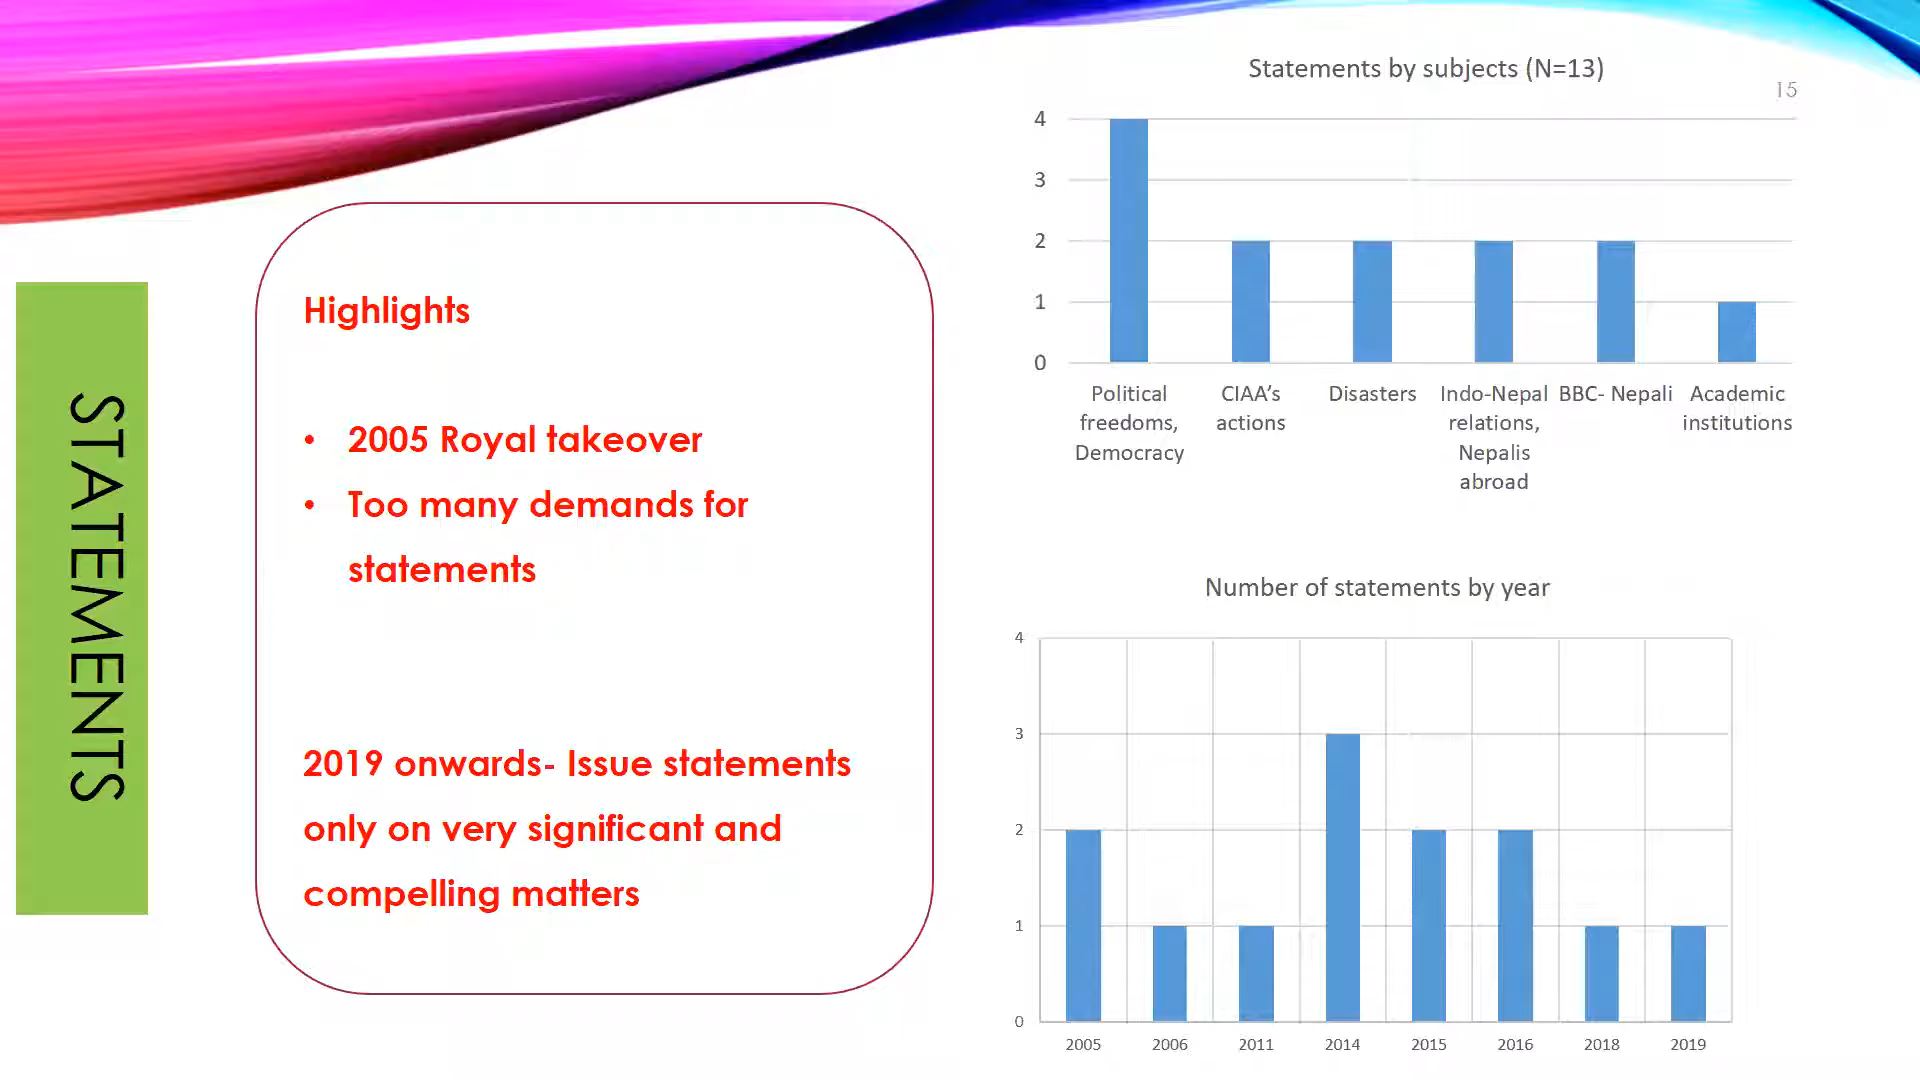 STATEMENTS
Highlights
• 2005 Royal takeover
• Too many demands for
statements
2019 onwards- Issue statements
only on very significant and
compelling matters
Statements by subjects (N=13)
15
4
3
2
1
0
Political
freedoms,
Democracy
CIAA’s
actions
Disasters
Indo-Nepal
relations,
Nepalis
abroad
BBC- Nepali
Academic
institutions
Number of statements by year
4
3
2
1
0
2005 2006 2011 2014 2015 2016 2018 2019